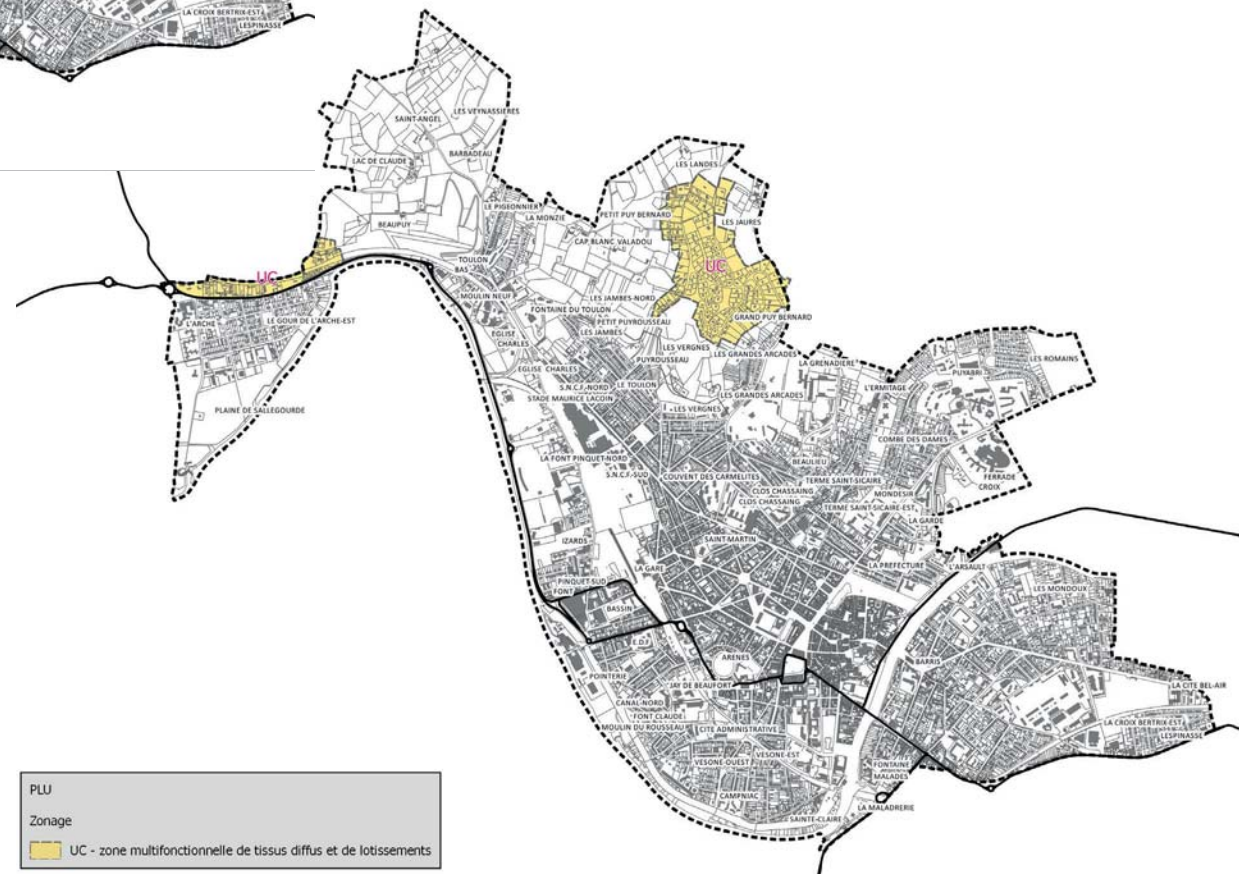 LA CROIX BERTRIX-EST
LESPINASSE
SAINT-ANGEL
LES VEYNASSIERES
LAC DE CLAUDE
BARBADEAU
LES LANDES
LE PIGEONNIER
LA MONZIE
PETIT PUY BERNARD
BEAUPUY
LES JAURES
CAP BLANC
VALADOU
TOULON
BAS
UC
UC
MOULIN NEUF
LES JAMBES-NORD
L'ARCHE
LE GOUR DE L'ARCHE-EST
FONTAINE DU TOULON
GRAND PUY BERNARD
PETIT PUYROUSSEAU
EGLISE
CHARLES
LES JAMBES
LES VERGNES
LES GRANDES ARCADES
PUYROUSSEAU
LA GRENADIERE
LES ROMAINS
EGLISE CHARLES
PUYABRI
S.N.C.F.-NORD
LE TOULON
L'ERMITAGE
STADE MAURICE LACOIN
LES GRANDES ARCADES
PLAINE DE SALLEGOURDE
LES VERGNES
COMBE DES DAMES
LA FONT PINQUET-NORD
BEAULIEU
S.N.C.F.-SUD
COUVENT DES CARMELITES
TERME SAINT-SICAIRE
FERRADE
CROIX
CLOS CHASSAING
MONDESIR
CLOS CHASSAING
TERME SAINT-SICAIRE-EST
LA GARDE
IZARDS
SAINT-MARTIN
LA GARE
LA PREFECTURE
L'ARSAULT
PINQUET-SUD
FONT
LES MONDOUX
BASSIN
E.D.F
ARENES
BARRIS
POINTERIE
JAY DE BEAUFORT
LA CITE BEL-AIR
CANAL-NORD
FONT CLAUDE
LA CROIX BERTRIX-EST
MOULIN DU ROUSSEAU
CITE ADMINISTRATIVE
LESPINASSE
VESONE-EST
VESONE-OUEST
FONTAINE
MALADES
CAMPNIAC
LA MALADRERIE
SAINTE-CLAIRE
PLU
Zonage
UC - zone multifonctionnelle de tissus diffus et de lotissements